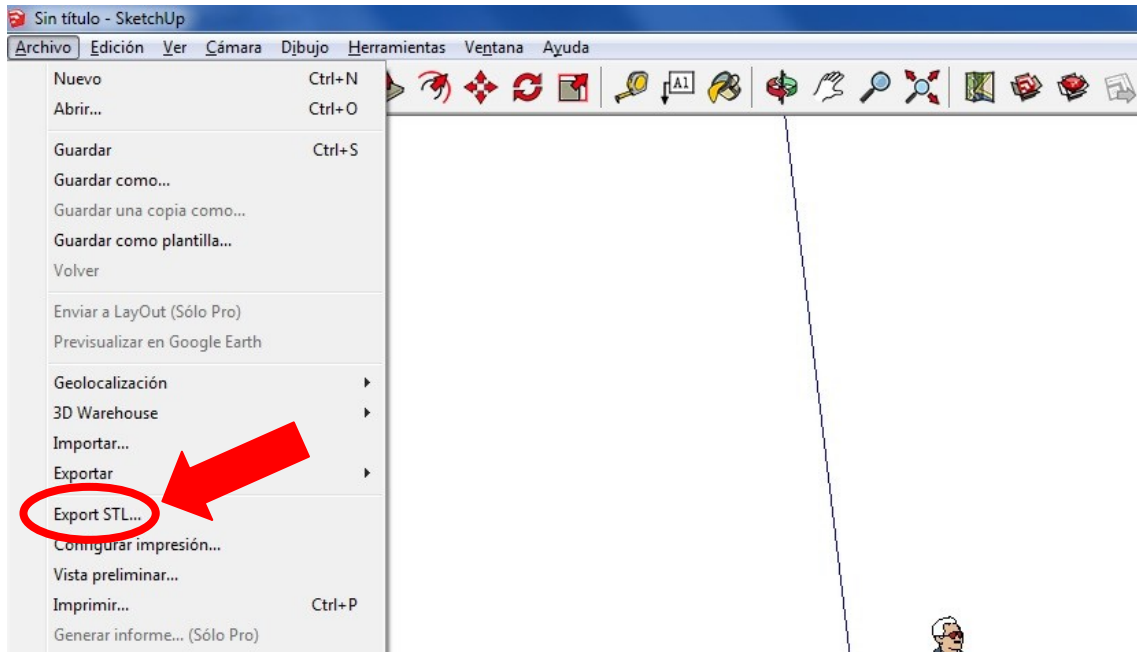 Sin título - SketchUp
Archivo Edición Ver Cámara Dibujo Herramientas Ventana Ayuda
Nuevo Ctrl+N
Abrir... Ctrl+O
A1
Guardar Ctrl+S
Guardar como...
Guardar una copia como...
Guardar como plantilla...
Volver
Enviar a LayOut (Sólo Pro)
Previsualizar en Google Earth
Geolocalización
3D Warehouse
Importar...
Exportar
Export STL...
Configurar impresión...
Vista preliminar...
Imprimir... Ctrl+P
Generar informe... (Sólo Pro)